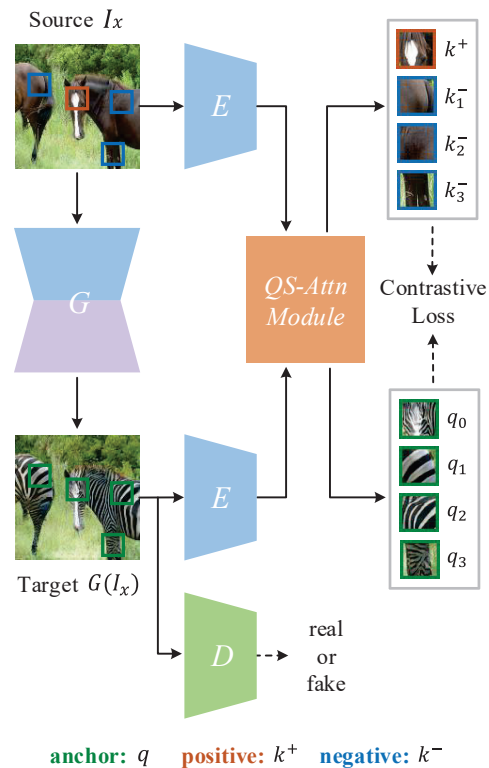 Source $I_x$
E
$k^+$
$k_1^-$
$k_2^-$
$k_3^-$
G
QS-Attn
Module
Contrastive
Loss
E
$q_0$
$q_1$
$q_2$
$q_3$
Target $G(I_x)$
D
real
or
fake
anchor: $q$ positive: $k^+$ negative: $k^-$